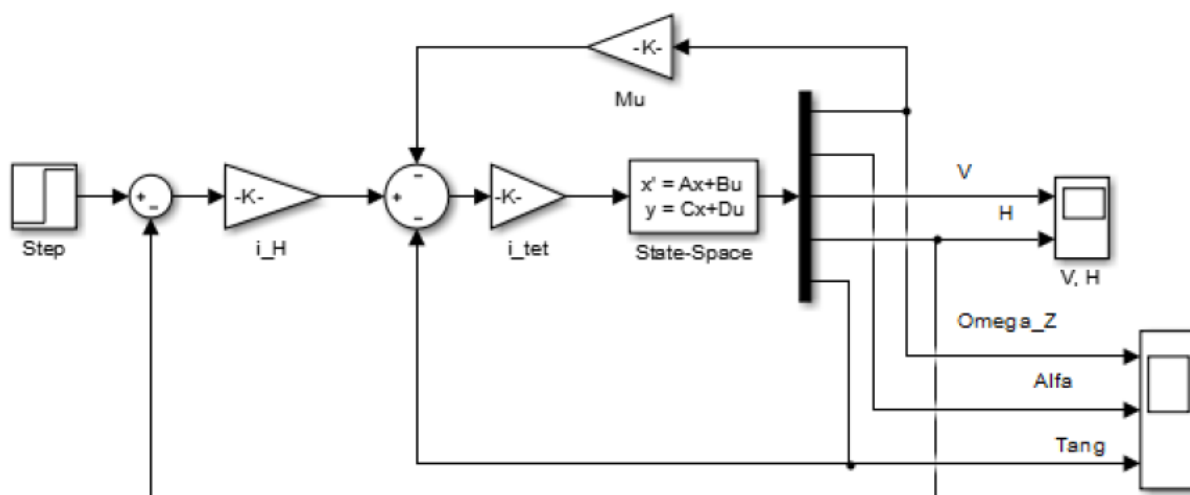 -K-
Mu
Step
+
-
-K-
i_H
-
+
-
-K-
i_tet
x' = Ax+Bu
y = Cx+Du
State-Space
V
H
V, H
Omega_Z
Alfa
Tang